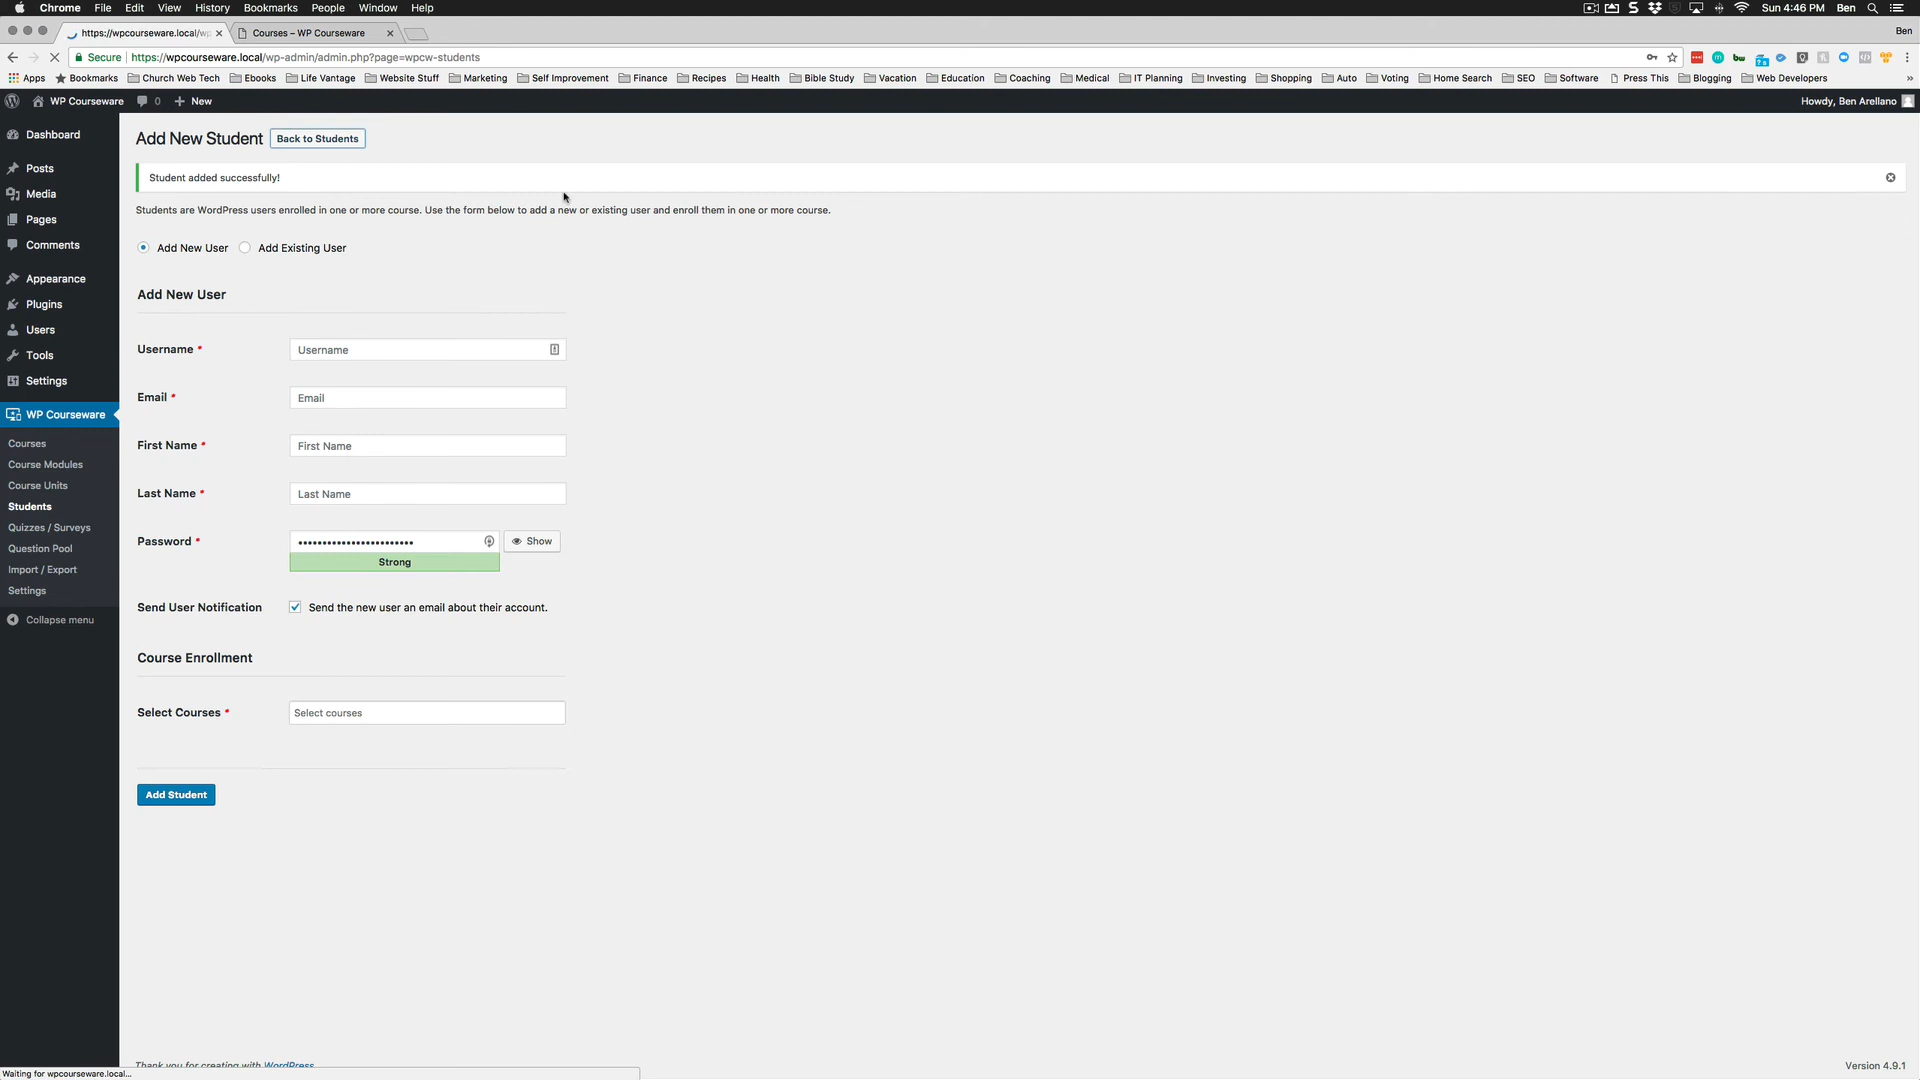 Chrome File Edit View History Bookmarks People Window Help Sun 4:46 PM Ben
https://wpcourseware.local/wp Courses – WP Courseware Ben
Secure https://wpcourseware.local/wp-admin/admin.php?page=wpcw-students
Apps Bookmarks Church Web Tech Ebooks Life Vantage Website Stuff Marketing Self Improvement Finance Recipes Health Bible Study Vacation Education Coaching Medical IT Planning Investing Shopping Auto Voting Home Search SEO Software Press This Blogging Web Developers »
WP Courseware 0 + New Howdy, Ben Arellano
Dashboard
Posts
Media
Pages
Comments
Appearance
Plugins
Users
Tools
Settings
WP Courseware
Courses
Course Modules
Course Units
Students
Quizzes / Surveys
Question Pool
Import / Export
Settings
Collapse menu
Add New Student Back to Students
Student added successfully!
Students are WordPress users enrolled in one or more course. Use the form below to add a new or existing user and enroll them in one or more course.
Add New User Add Existing User
Add New User
Username * Username
Email * Email
First Name * First Name
Last Name * Last Name
Password * •••••••••••••••••••••••• Show
Strong
Send User Notification Send the new user an email about their account.
Course Enrollment
Select Courses * Select courses
Add Student
Thank you for creating with WordPress Version 4.9.1
Waiting for wpcourseware.local...